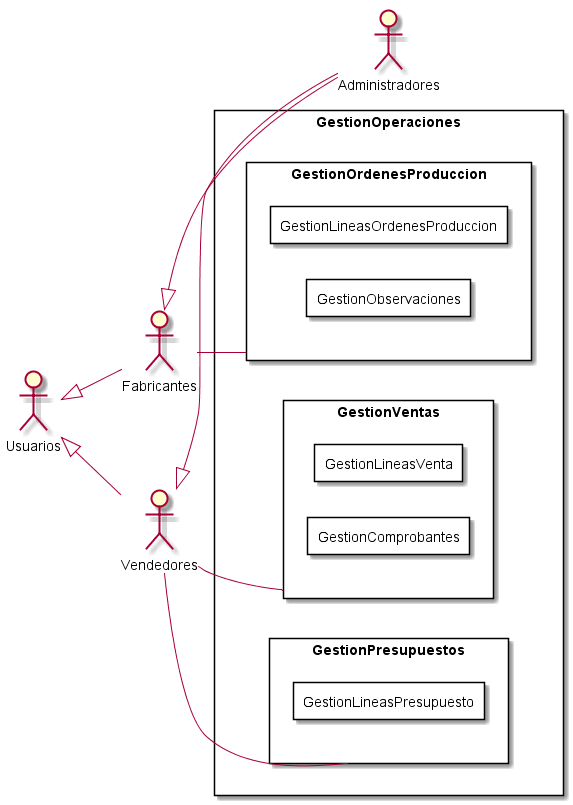 Administradores
GestionOperaciones
GestionOrdenesProduccion
GestionLineasOrdenesProduccion
GestionObservaciones
Fabricantes
Usuarios
GestionVentas
GestionLineasVenta
GestionComprobantes
Vendedores
GestionPresupuestos
GestionLineasPresupuesto